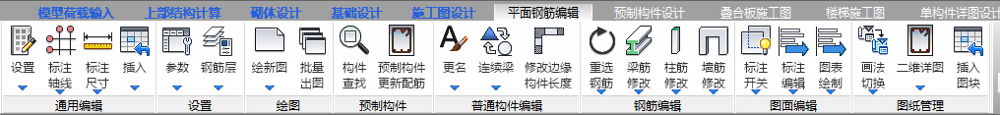 模型荷载输入 上部结构计算 砌体设计 基础设计 施工图设计 平面钢筋编辑 预制构件设计 叠合板施工图 楼梯施工图 单构件详图设计
设置 标注轴线 标注尺寸 插入 参数 钢筋层 绘新图 批量出图 构件查找 预制构件更新配筋 更名 连续梁 修改边缘构件长度 重选钢筋 梁筋修改 柱筋修改 墙筋修改 标注开关 标注编辑 图表绘制 画法切换 二维详图 插入图块
通用编辑 设置 绘图 预制构件 普通构件编辑 钢筋编辑 图面编辑 图纸管理